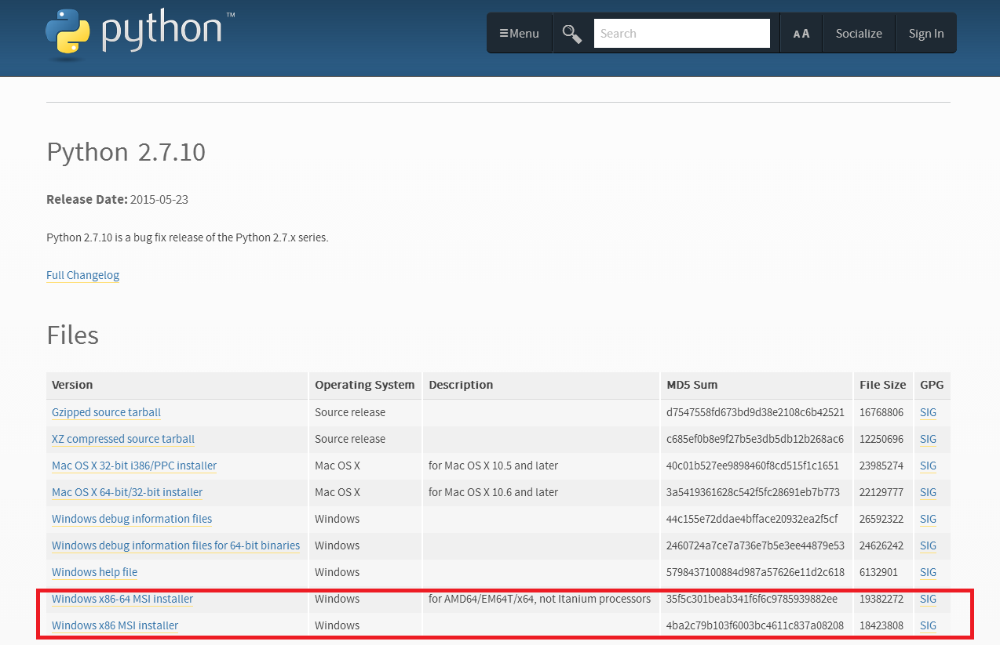 python™
≡Menu
Search
A A
Socialize
Sign In
Python 2.7.10
Release Date: 2015-05-23
Python 2.7.10 is a bug fix release of the Python 2.7.x series.
Full Changelog
Files
Version Operating System Description MD5 Sum File Size GPG
Gzipped source tarball Source release d7547558fd673bd9d38e2108c6b42521 16768806 SIG
XZ compressed source tarball Source release c685ef0b8e9f27b5e3db5db12b268ac6 12250696 SIG
Mac OS X 32-bit i386/PPC installer Mac OS X for Mac OS X 10.5 and later 40c01b527ee9898460f8cd515f1c1651 23985274 SIG
Mac OS X 64-bit/32-bit installer Mac OS X for Mac OS X 10.6 and later 3a5419361628c542f5fc28691eb7b773 22129777 SIG
Windows debug information files Windows 44c155e72ddae4bfface20932ea2f5cf 26592322 SIG
Windows debug information files for 64-bit binaries Windows 2460724a7ce7a736e7b5e3ee44879e53 24626242 SIG
Windows help file Windows 5798437100884d987a57626e11d2c618 6132901 SIG
Windows x86-64 MSI installer Windows for AMD64/EM64T/x64, not Itanium processors 35f5c301beab341f6f6c9785939882ee 19382272 SIG
Windows x86 MSI installer Windows 4ba2c79b103f6003bc4611c837a08208 18423808 SIG